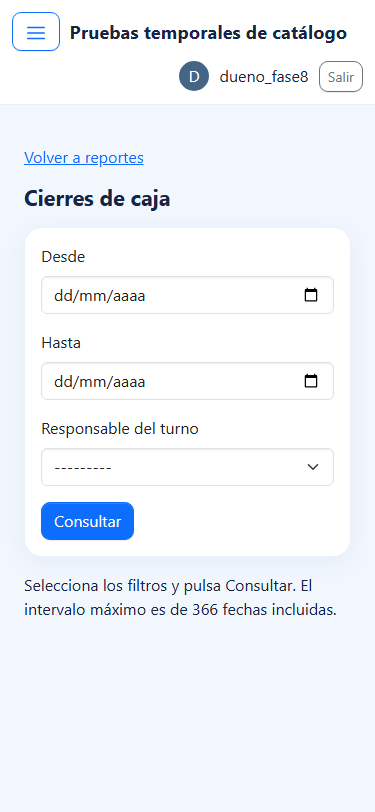 Pruebas temporales de catálogo
D dueno_fase8 Salir
Volver a reportes
Cierres de caja
Desde
dd/mm/aaaa
Hasta
dd/mm/aaaa
Responsable del turno
---------
Consultar
Selecciona los filtros y pulsa Consultar. El
intervalo máximo es de 366 fechas incluidas.